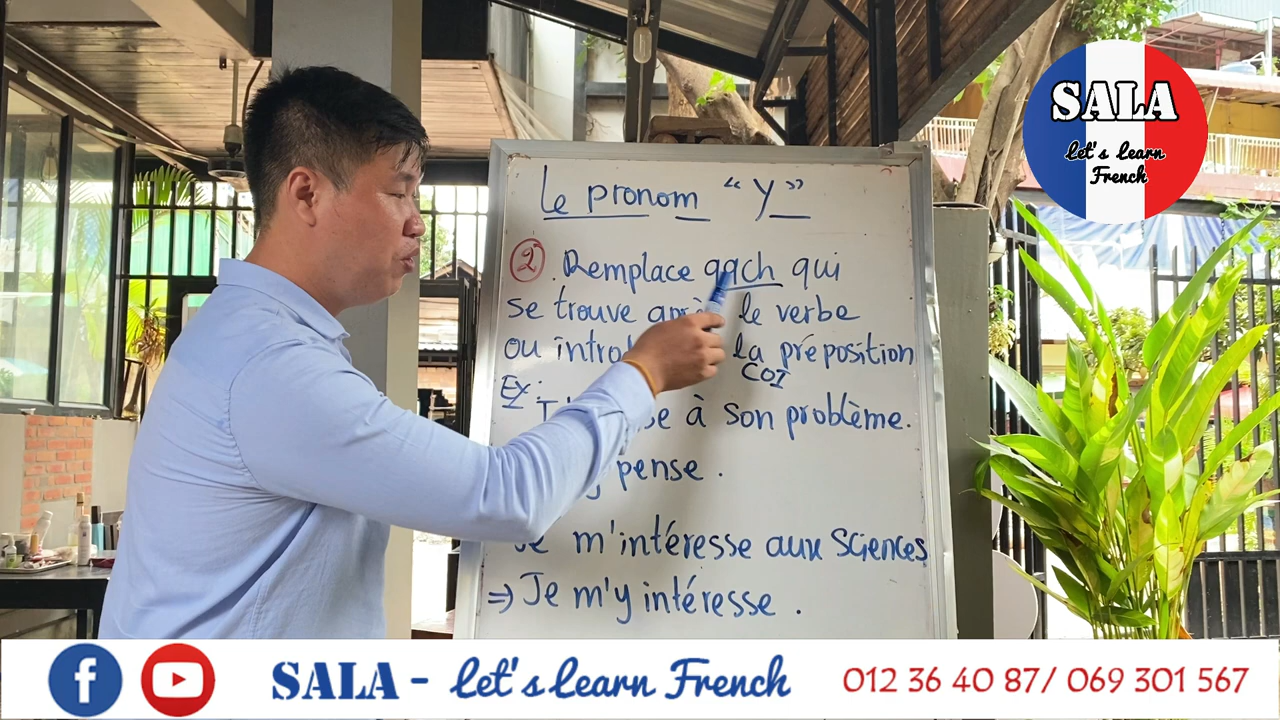 Le pronom "Y"
2. Remplace qqch qui
se trouve après le verbe
ou la préposition
COI
Ex:
à son problème.
y pense.
Je m'intéresse aux Sciences
⇒ Je m'y intéresse.
SALA
Let's Learn
French
SALA - Let's Learn French
012 36 40 87/ 069 301 567